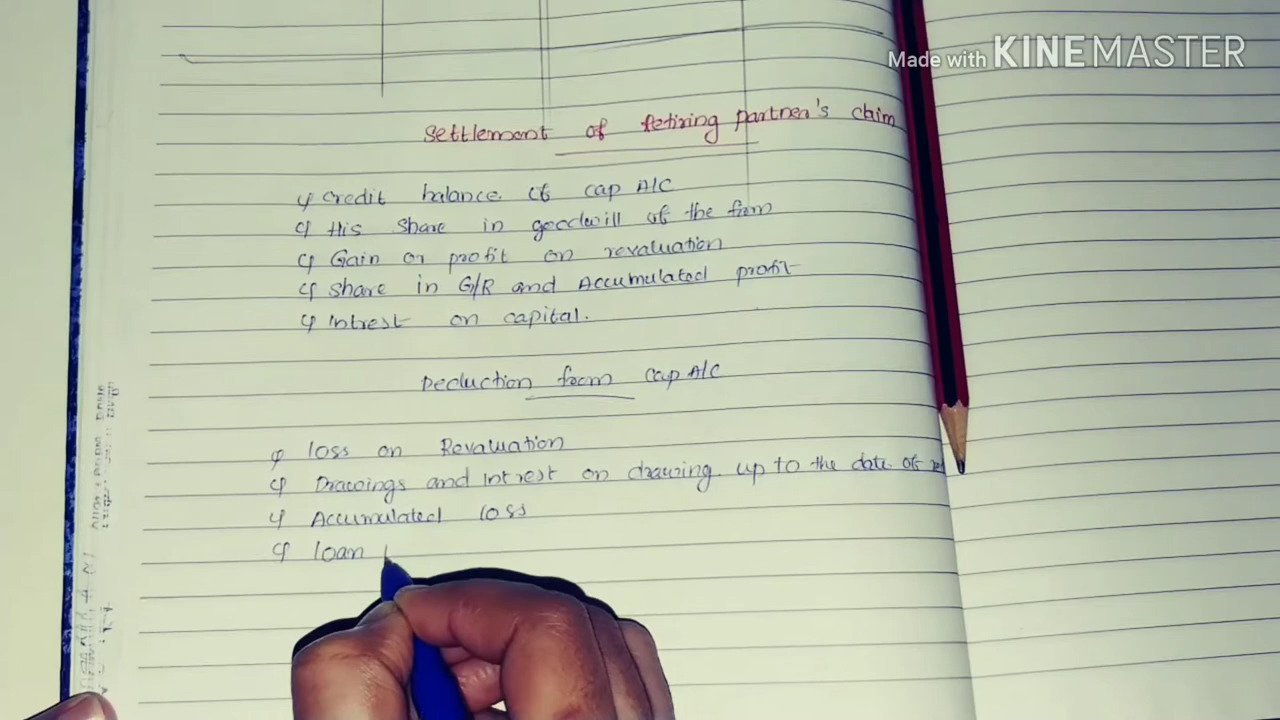 Made with KINEMASTER
Settlement of Retiring partner's claim
Credit balance of cap A/C
His share in goodwill of the firm
Gain or profit on revaluation
share in G/R and Accumulated profit
Intrest on capital.
Deduction from cap A/C
loss on Revaluation
Drawings and intrest on drawing. up to the date of
Accumulated loss
loan